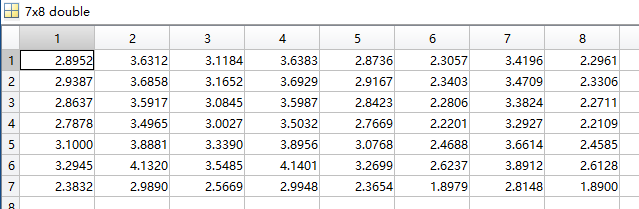 7x8 double
1 2 3 4 5 6 7 8
1 2.8952 3.6312 3.1184 3.6383 2.8736 2.3057 3.4196 2.2961
2 2.9387 3.6858 3.1652 3.6929 2.9167 2.3403 3.4709 2.3306
3 2.8637 3.5917 3.0845 3.5987 2.8423 2.2806 3.3824 2.2711
4 2.7878 3.4965 3.0027 3.5032 2.7669 2.2201 3.2927 2.2109
5 3.1000 3.8881 3.3390 3.8956 3.0768 2.4688 3.6614 2.4585
6 3.2945 4.1320 3.5485 4.1401 3.2699 2.6237 3.8912 2.6128
7 2.3832 2.9890 2.5669 2.9948 2.3654 1.8979 2.8148 1.8900
8